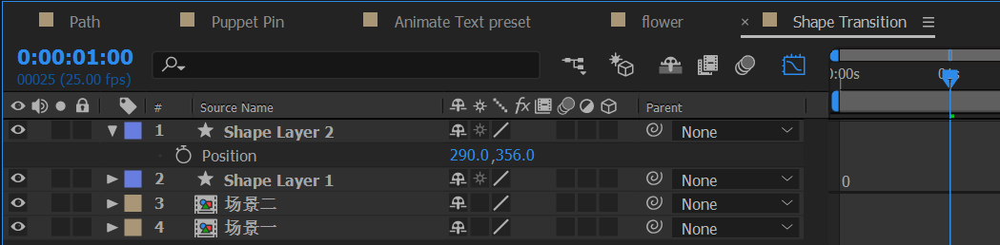 Path Puppet Pin Animate Text preset flower × Shape Transition
0:00:01:00
00025 (25.00 fps)
:00s
# Source Name fx Parent
1 Shape Layer 2 None
Position 290.0,356.0
2 Shape Layer 1 None 0
3 场景二 None
4 场景一 None